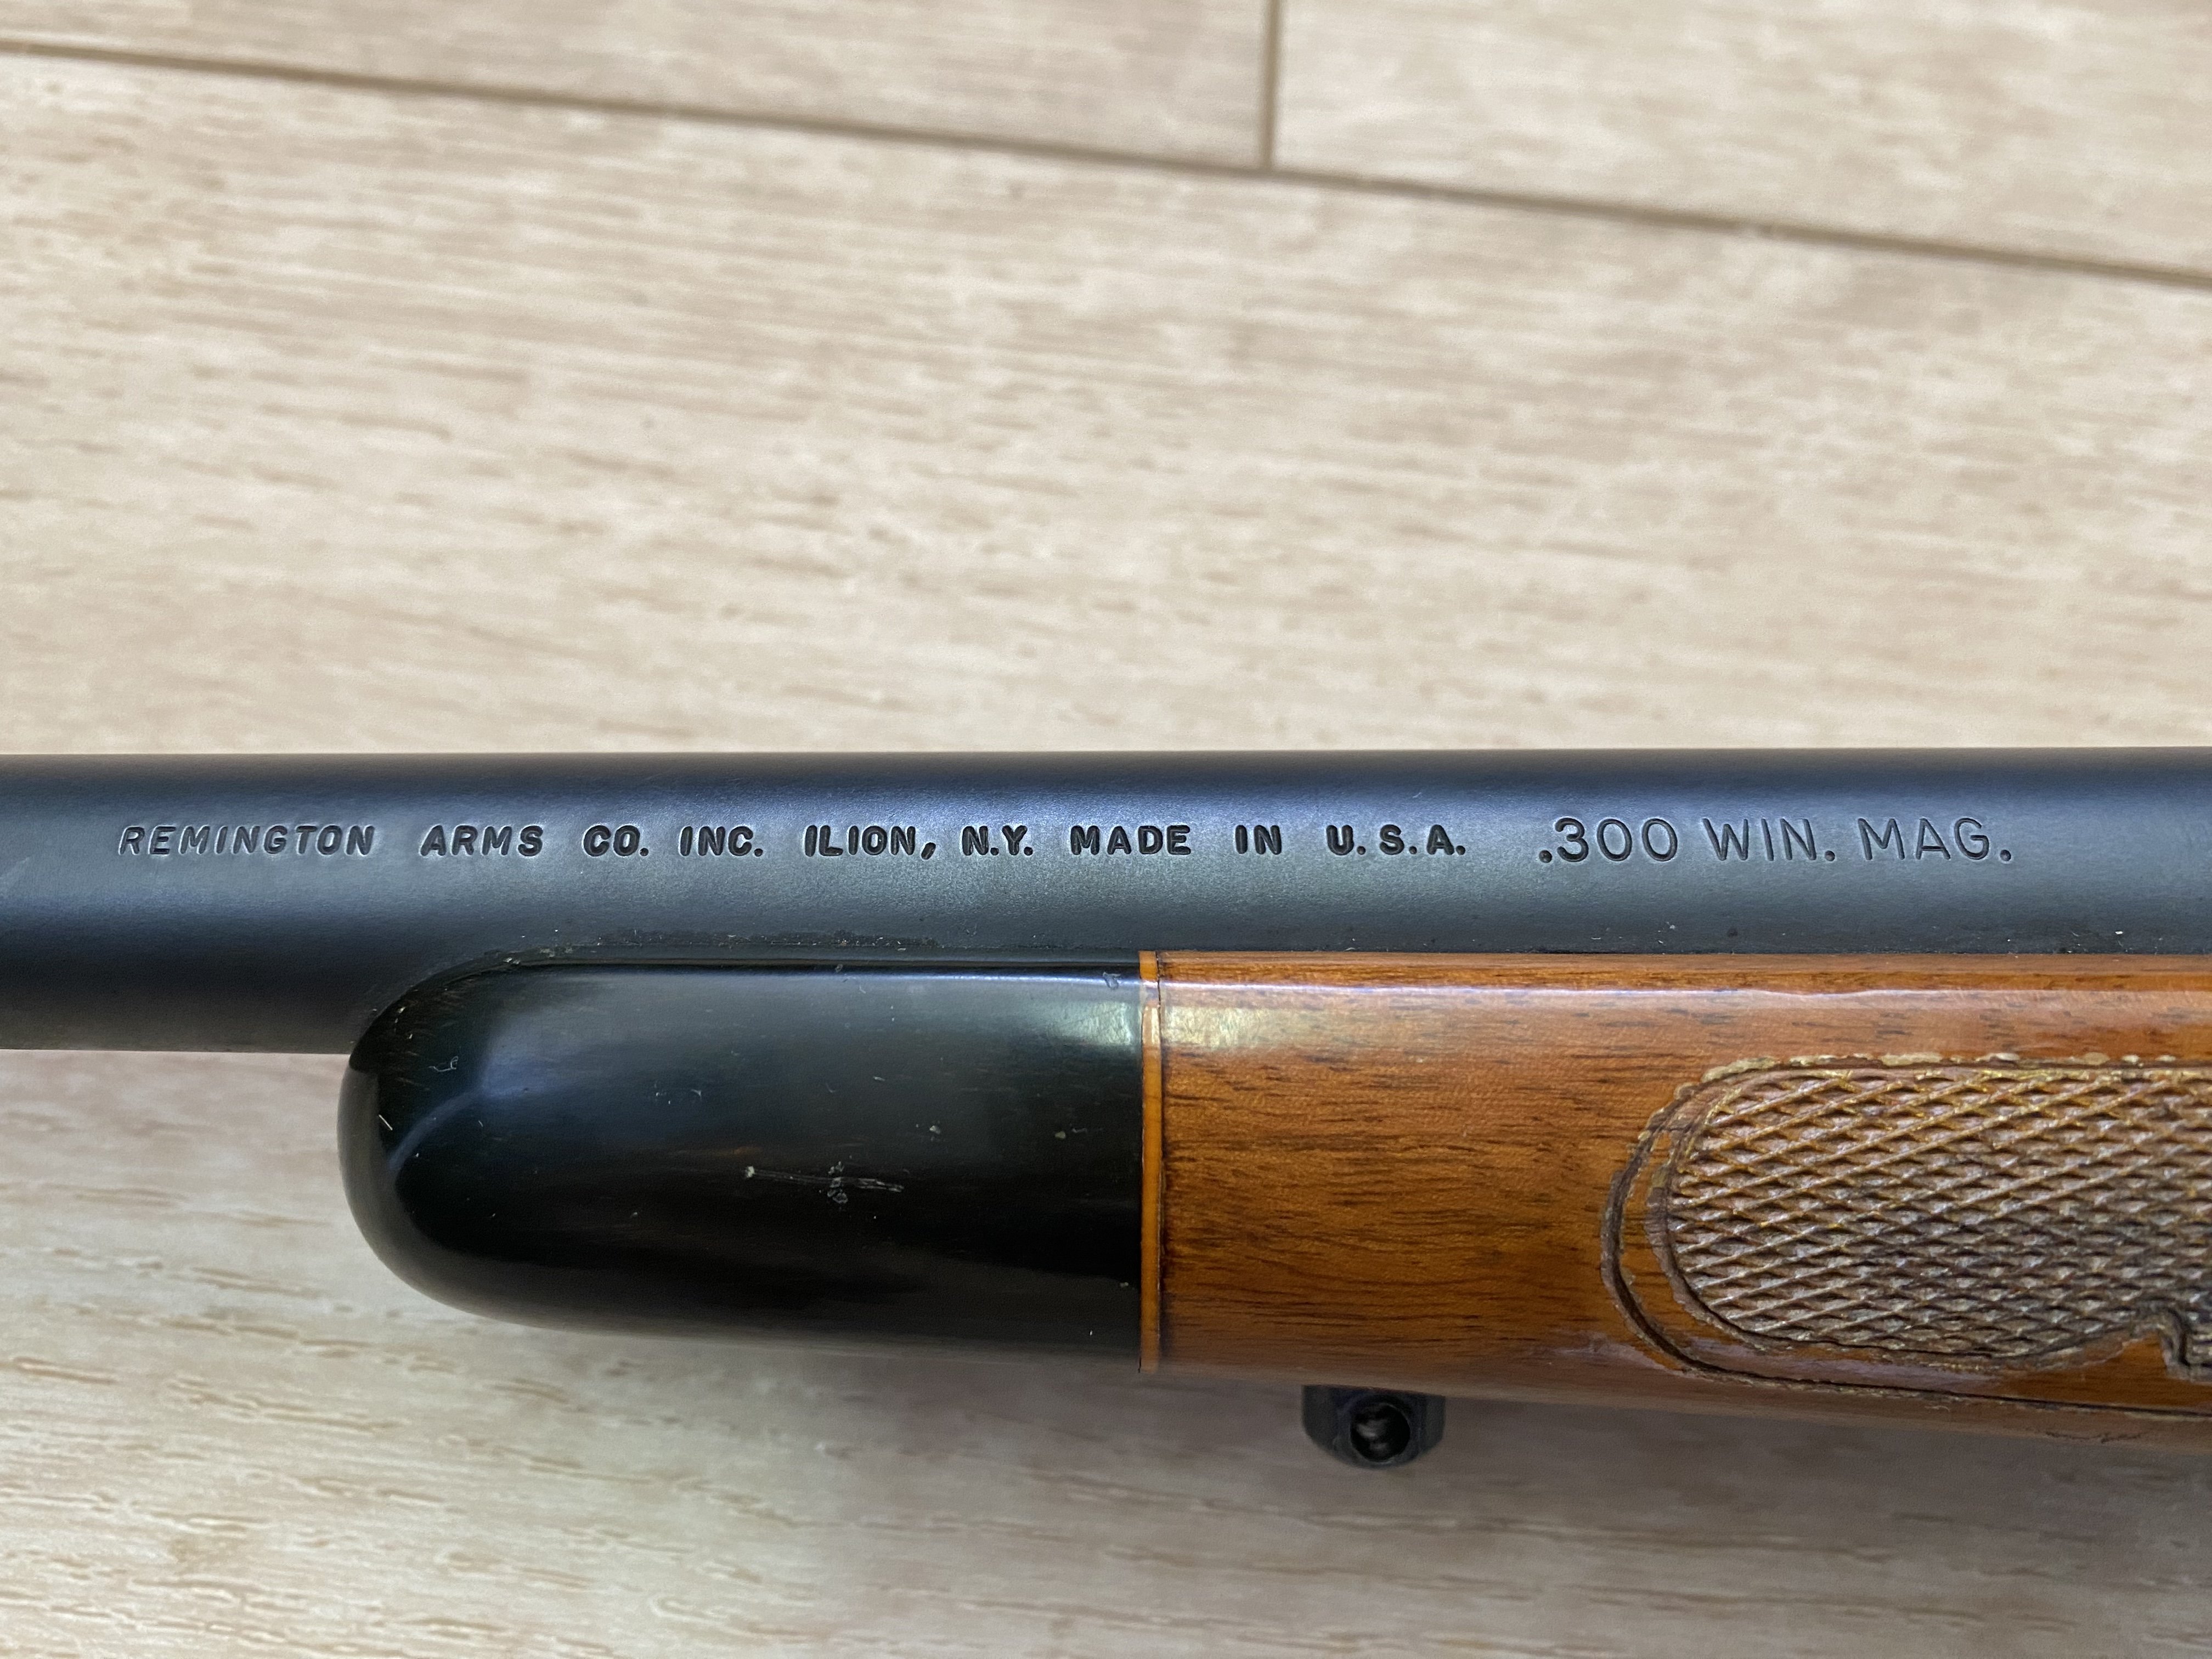 REMINGTON ARMS CO. INC. ILION, N.Y. MADE IN U.S.A. .300 WIN. MAG.